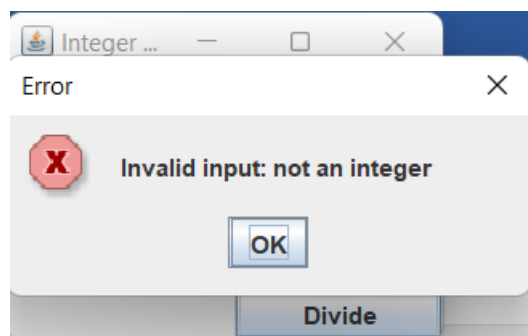 Integer ...
Error
Invalid input: not an integer
OK
Divide